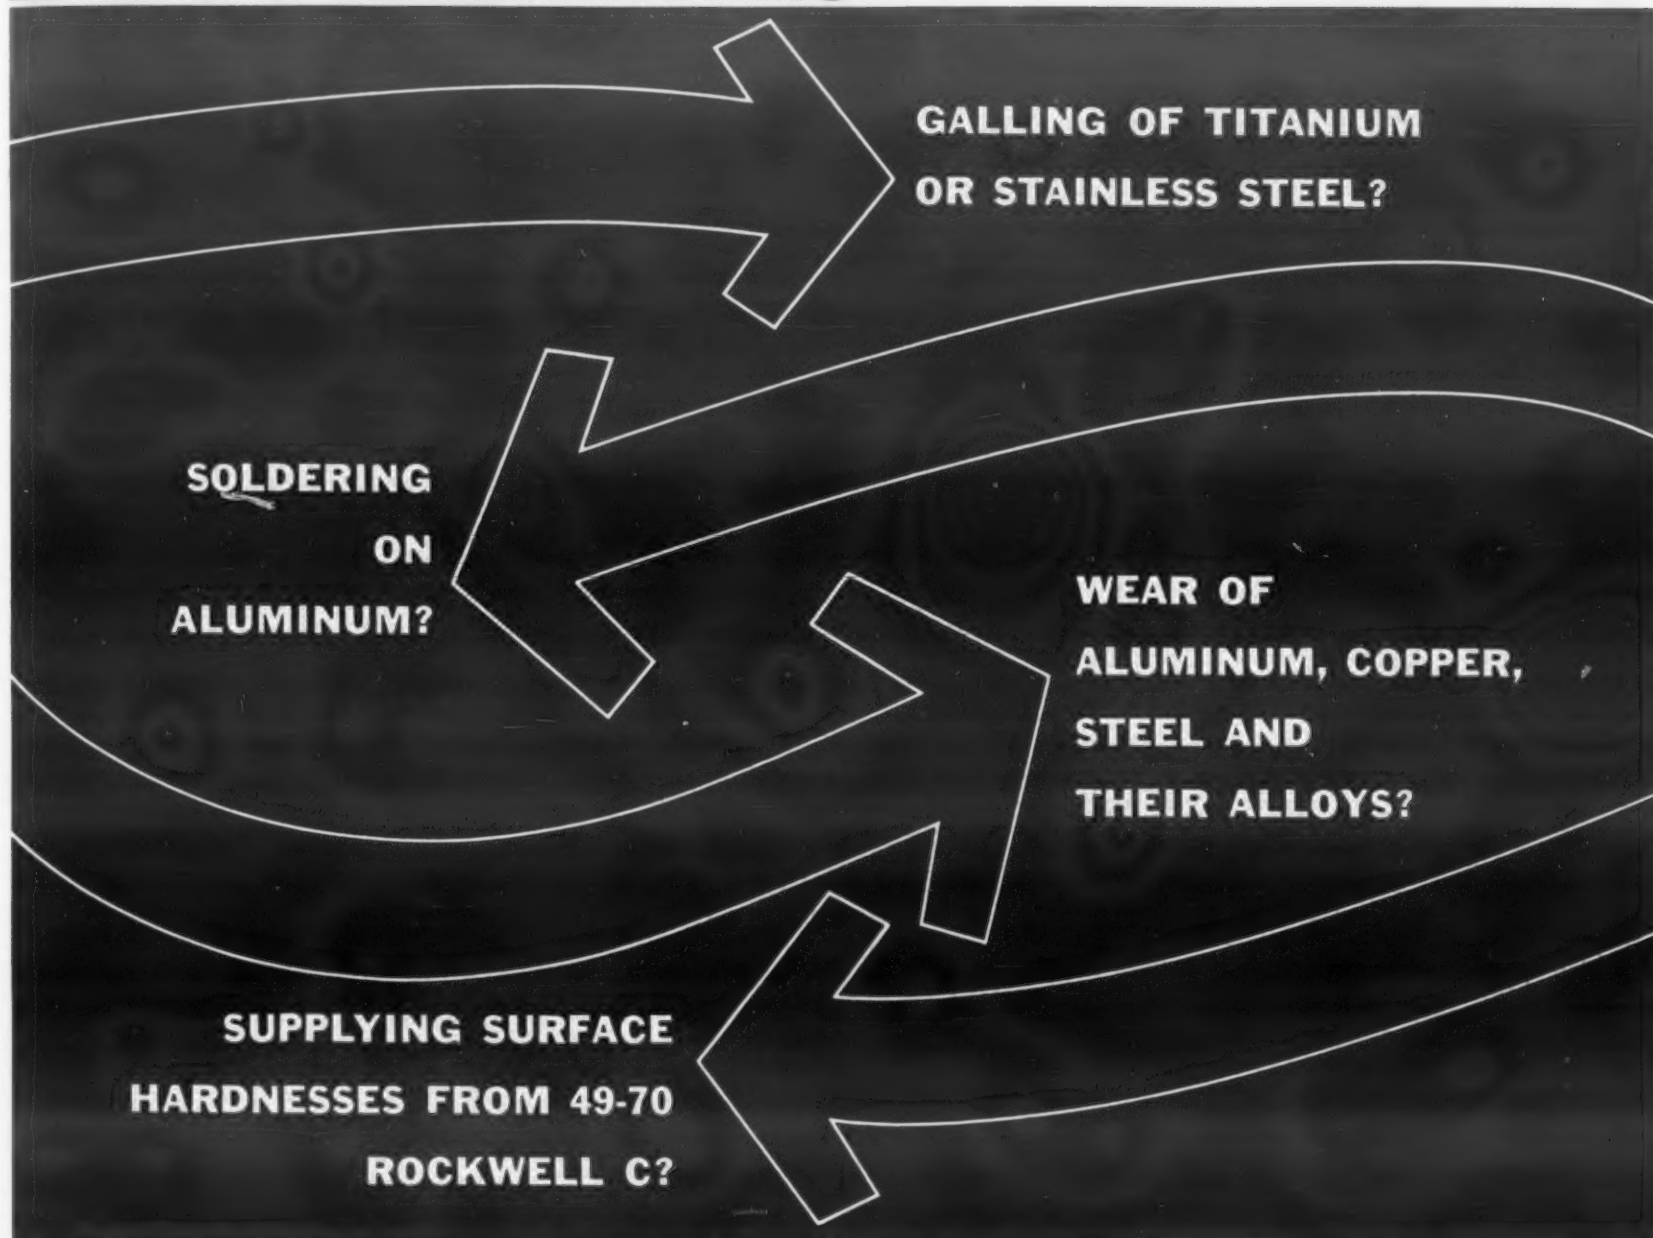 GALLING OF TITANIUM
OR STAINLESS STEEL?
SOLDERING
ON
ALUMINUM?
WEAR OF
ALUMINUM, COPPER,
STEEL AND
THEIR ALLOYS?
SUPPLYING SURFACE
HARDNESSES FROM 49-70
ROCKWELL C?